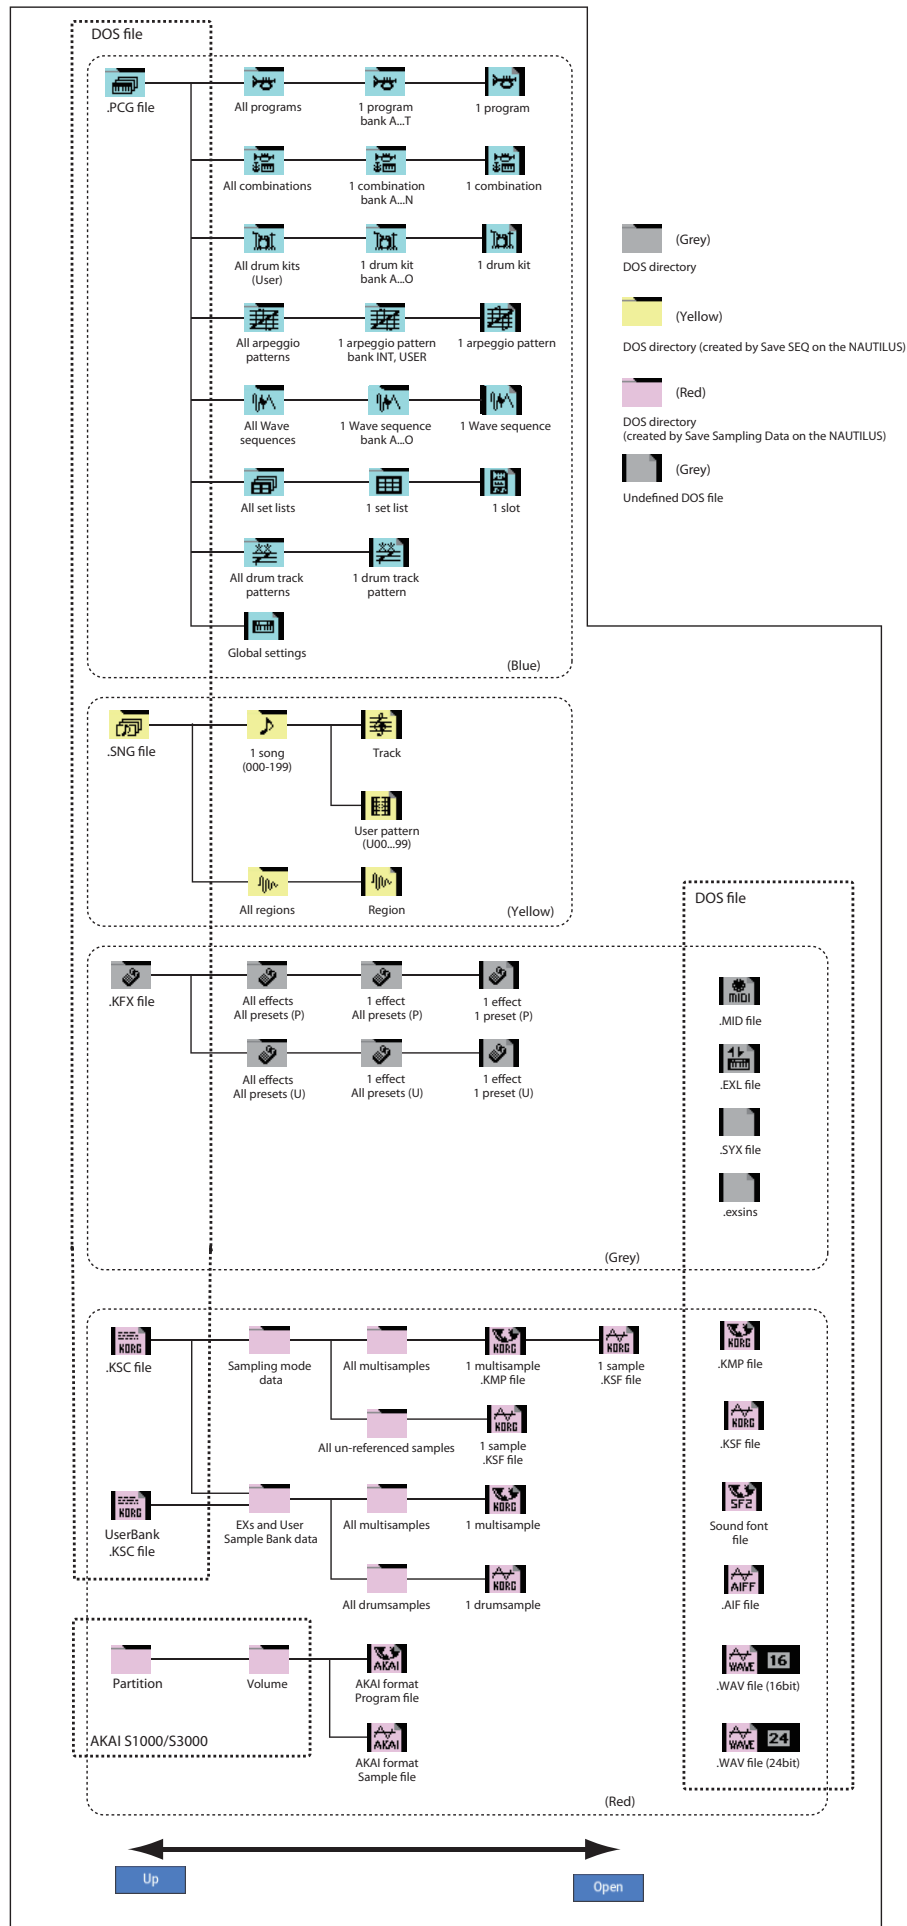 DOS file
.PCG file
All programs
1 program
bank A...T
1 program
All combinations
1 combination
bank A...N
1 combination
All drum kits
(User)
1 drum kit
bank A...O
1 drum kit
All arpeggio
patterns
1 arpeggio pattern
bank INT, USER
1 arpeggio pattern
All Wave
sequences
1 Wave sequence
bank A...O
1 Wave sequence
All set lists
1 set list
1 slot
All drum track
patterns
1 drum track
pattern
Global settings
(Blue)
(Grey)
DOS directory
(Yellow)
DOS directory (created by Save SEQ on the NAUTILUS)
(Red)
DOS directory
(created by Save Sampling Data on the NAUTILUS)
(Grey)
Undefined DOS file
.SNG file
1 song
(000-199)
Track
User pattern
(U00...99)
All regions
Region
(Yellow)
DOS file
.KFX file
All effects
All presets (P)
1 effect
All presets (P)
1 effect
1 preset (P)
All effects
All presets (U)
1 effect
All presets (U)
1 effect
1 preset (U)
MIDI
.MID file
.EXL file
.SYX file
.exsins
(Grey)
KORG
.KSC file
Sampling mode
data
All multisamples
KORG
1 multisample
.KMP file
KORG
1 sample
.KSF file
All un-referenced samples
KORG
1 sample
.KSF file
KORG
UserBank
.KSC file
EXs and User
Sample Bank data
All multisamples
KORG
1 multisample
All drumsamples
KORG
1 drumsample
KORG
.KMP file
KORG
.KSF file
SF2
Sound font
file
AIFF
.AIF file
WAVE 16
.WAV file (16bit)
WAVE 24
.WAV file (24bit)
Partition
Volume
AKAI
AKAI format
Program file
AKAI
AKAI format
Sample file
AKAI S1000/S3000
(Red)
Up
Open